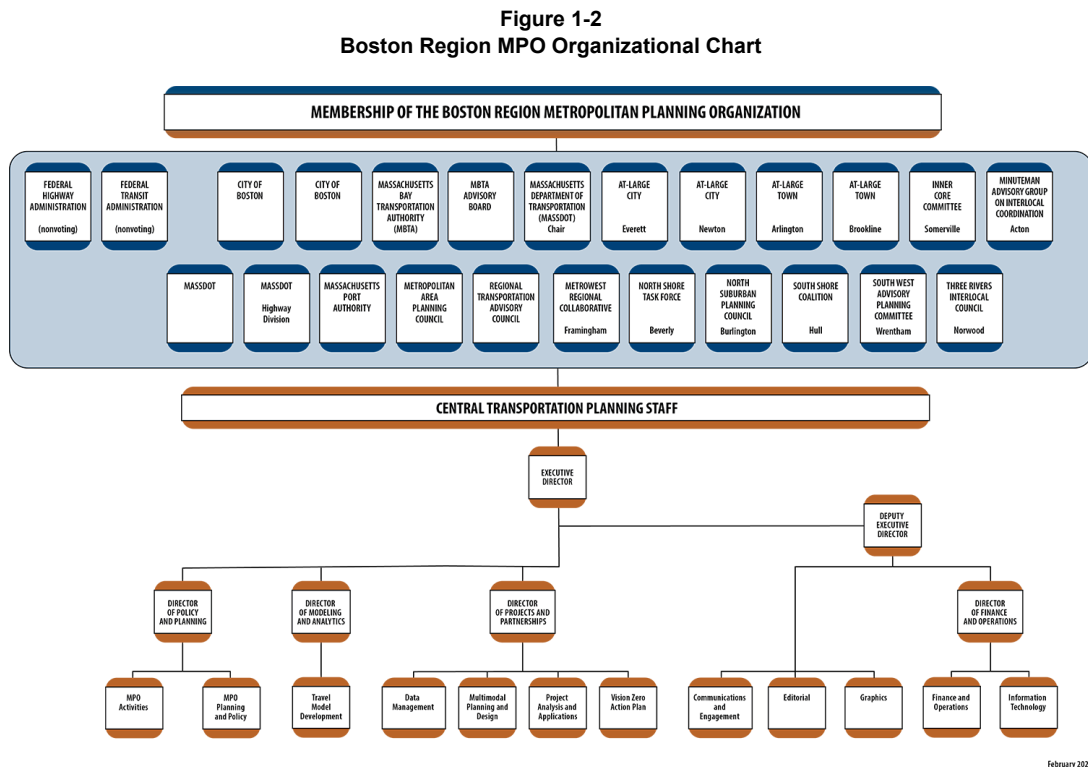 Figure 1-2
Boston Region MPO Organizational Chart
MEMBERSHIP OF THE BOSTON REGION METROPOLITAN PLANNING ORGANIZATION
FEDERAL
HIGHWAY
ADMINISTRATION
(nonvoting)
FEDERAL
TRANSIT
ADMINISTRATION
(nonvoting)
CITY OF
BOSTON
CITY OF
BOSTON
MASSACHUSETTS
BAY
TRANSPORTATION
AUTHORITY
(MBTA)
MBTA
ADVISORY
BOARD
MASSACHUSETTS
DEPARTMENT OF
TRANSPORTATION
(MASSDOT)
Chair
AT-LARGE
CITY
Everett
AT-LARGE
CITY
Newton
AT-LARGE
TOWN
Arlington
AT-LARGE
TOWN
Brookline
INNER
CORE
COMMITTEE
Somerville
MINUTEMAN
ADVISORY GROUP
ON INTERLOCAL
COORDINATION
Acton
MASSDOT
MASSDOT
Highway
Division
MASSACHUSETTS
PORT
AUTHORITY
METROPOLITAN
AREA
PLANNING
COUNCIL
REGIONAL
TRANSPORTATION
ADVISORY
COUNCIL
METROWEST
REGIONAL
COLLABORATIVE
Framingham
NORTH SHORE
TASK FORCE
Beverly
NORTH
SUBURBAN
PLANNING
COUNCIL
Burlington
SOUTH SHORE
COALITION
Hull
SOUTH WEST
ADVISORY
PLANNING
COMMITTEE
Wrentham
THREE RIVERS
INTERLOCAL
COUNCIL
Norwood
CENTRAL TRANSPORTATION PLANNING STAFF
EXECUTIVE
DIRECTOR
DEPUTY
EXECUTIVE
DIRECTOR
DIRECTOR
OF POLICY
AND PLANNING
DIRECTOR
OF MODELING
AND ANALYTICS
DIRECTOR
OF PROJECTS AND
PARTNERSHIPS
DIRECTOR
OF FINANCE
AND OPERATIONS
MPO
Activities
MPO
Planning
and Policy
Travel
Model
Development
Data
Management
Multimodal
Planning and
Design
Project
Analysis and
Applications
Vision Zero
Action Plan
Communications
and
Engagement
Editorial
Graphics
Finance and
Operations
Information
Technology
February